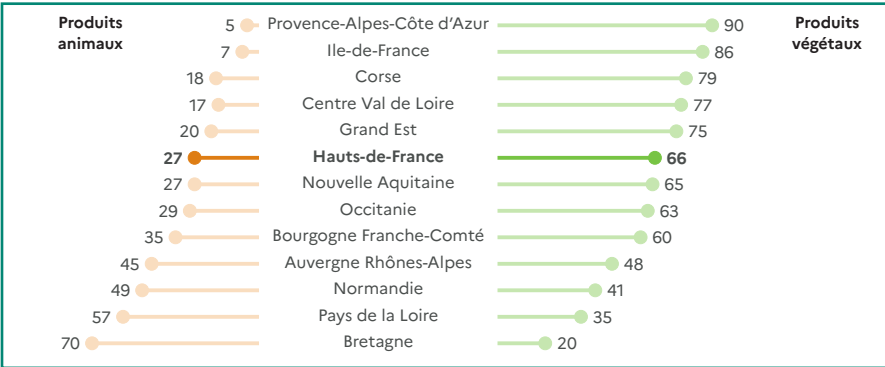 Produits
animaux
Produits
végétaux
5 Provence-Alpes-Côte d'Azur 90
7 Ile-de-France 86
18 Corse 79
17 Centre Val de Loire 77
20 Grand Est 75
27 Hauts-de-France 66
27 Nouvelle Aquitaine 65
29 Occitanie 63
35 Bourgogne Franche-Comté 60
45 Auvergne Rhônes-Alpes 48
49 Normandie 41
57 Pays de la Loire 35
70 Bretagne 20